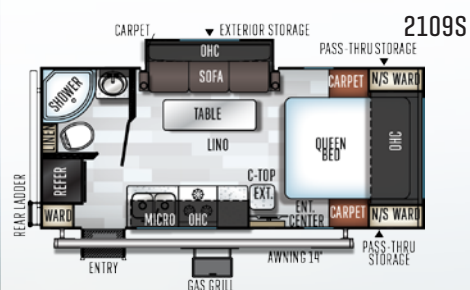 2109S
CARPET
EXTERIOR STORAGE
PASS-THRU STORAGE
OHC
SOFA
CARPET
N/S WARD
SHOWER
TABLE
LINO
QUEEN
BED
OHC
LINEN
REFER
C-TOP
EXT.
MICRO
OHC
ENT.
CENTER
CARPET
N/S WARD
WARD
REAR LADDER
ENTRY
AWNING 14'
PASS-THRU
STORAGE
GAS GRILL